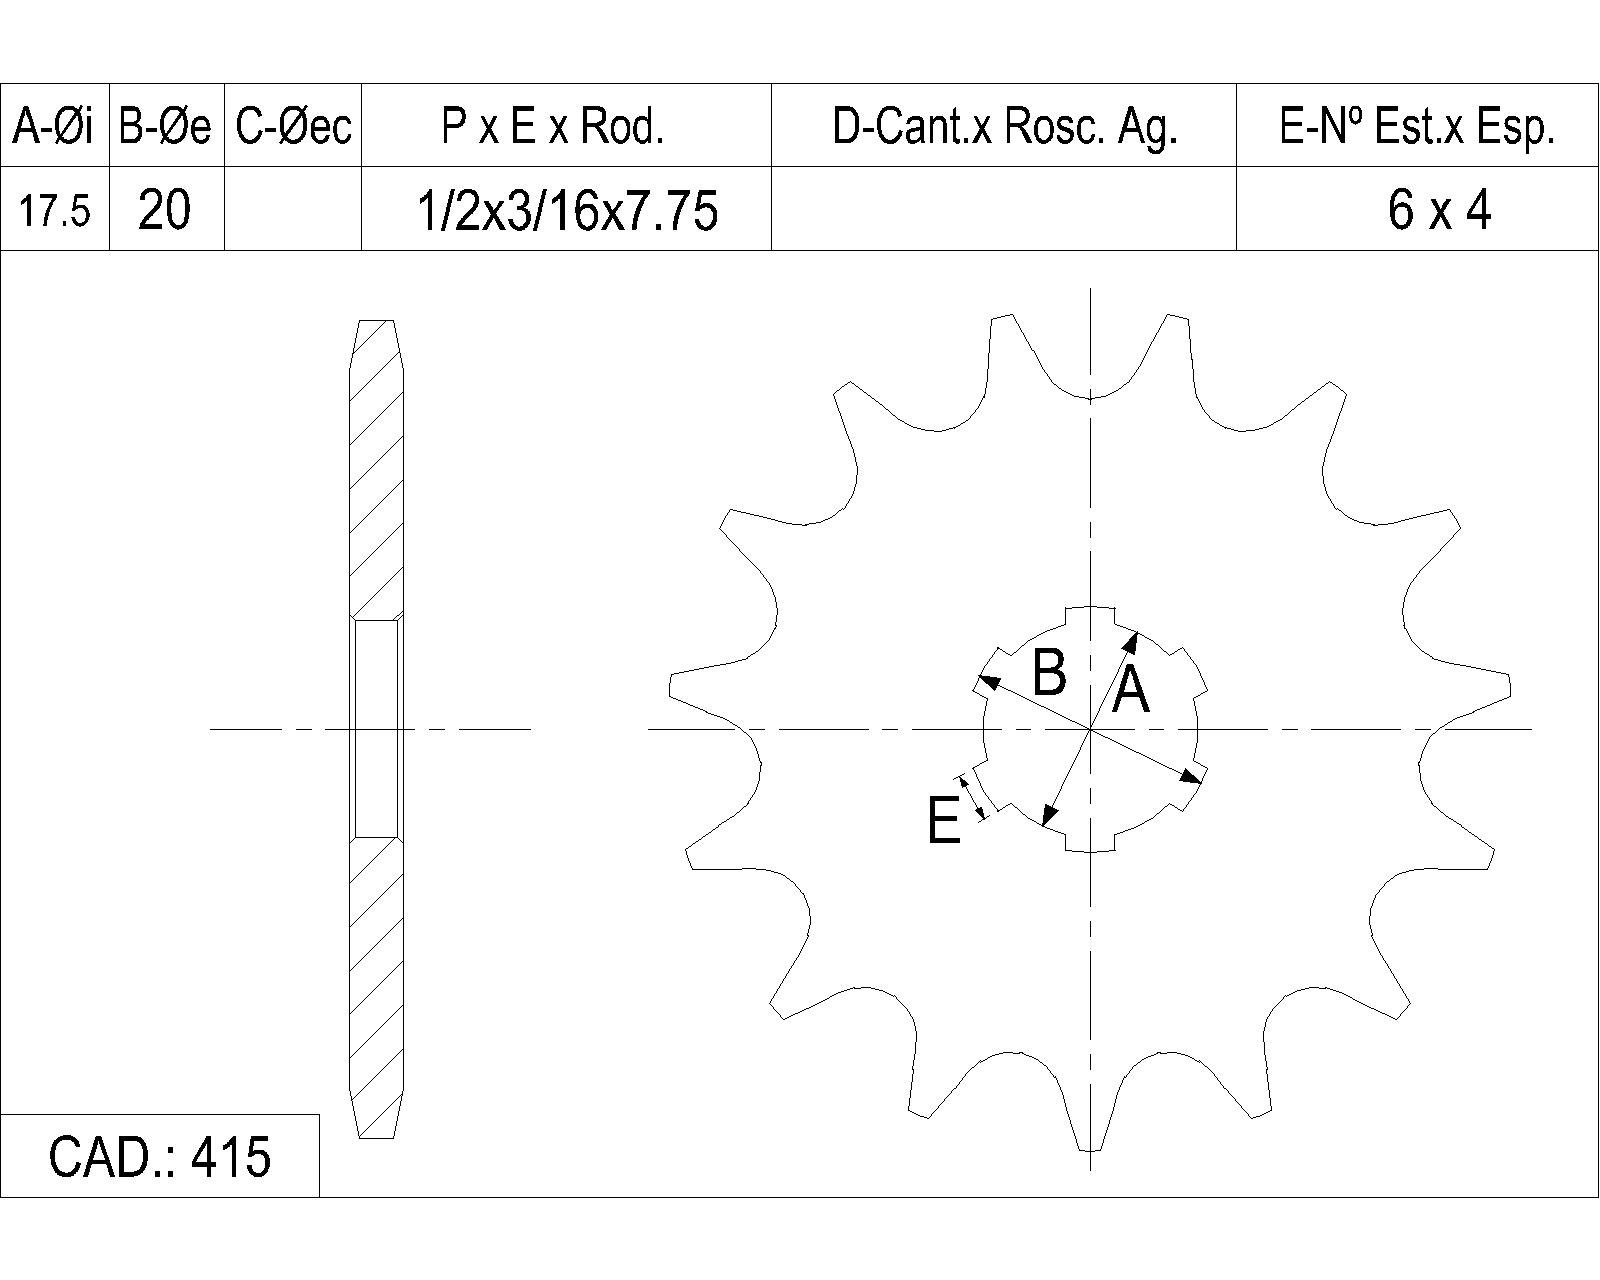 A-Øi B-Øe C-Øec P x E x Rod. D-Cant.x Rosc. Ag. E-Nº Est.x Esp.
17.5 20 1/2x3/16x7.75 6 x 4
B
A
E
CAD.: 415